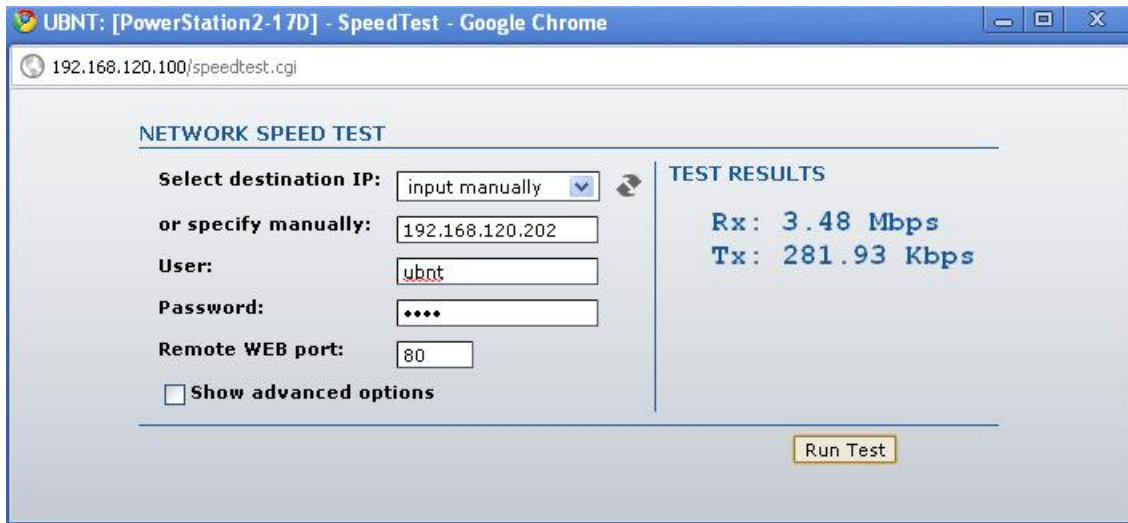 UBNT: [PowerStation2-17D] - SpeedTest - Google Chrome
192.168.120.100/speedtest.cgi
NETWORK SPEED TEST
Select destination IP: input manually
or specify manually: 192.168.120.202
User: ubnt
Password: ••••
Remote WEB port: 80
Show advanced options
TEST RESULTS
Rx: 3.48 Mbps
Tx: 281.93 Kbps
Run Test